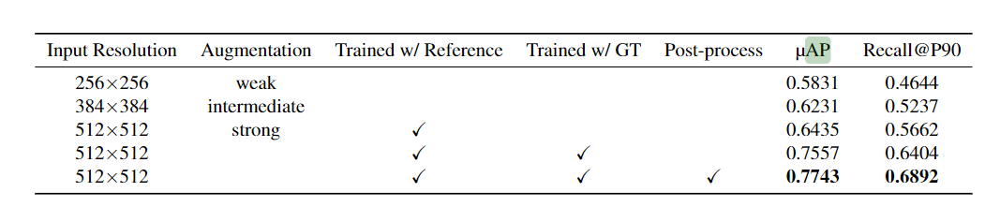 Input Resolution Augmentation Trained w/ Reference Trained w/ GT Post-process μAP Recall@P90
256×256 weak 0.5831 0.4644
384×384 intermediate 0.6231 0.5237
512×512 strong ✓ 0.6435 0.5662
512×512 ✓ ✓ 0.7557 0.6404
512×512 ✓ ✓ ✓ 0.7743 0.6892